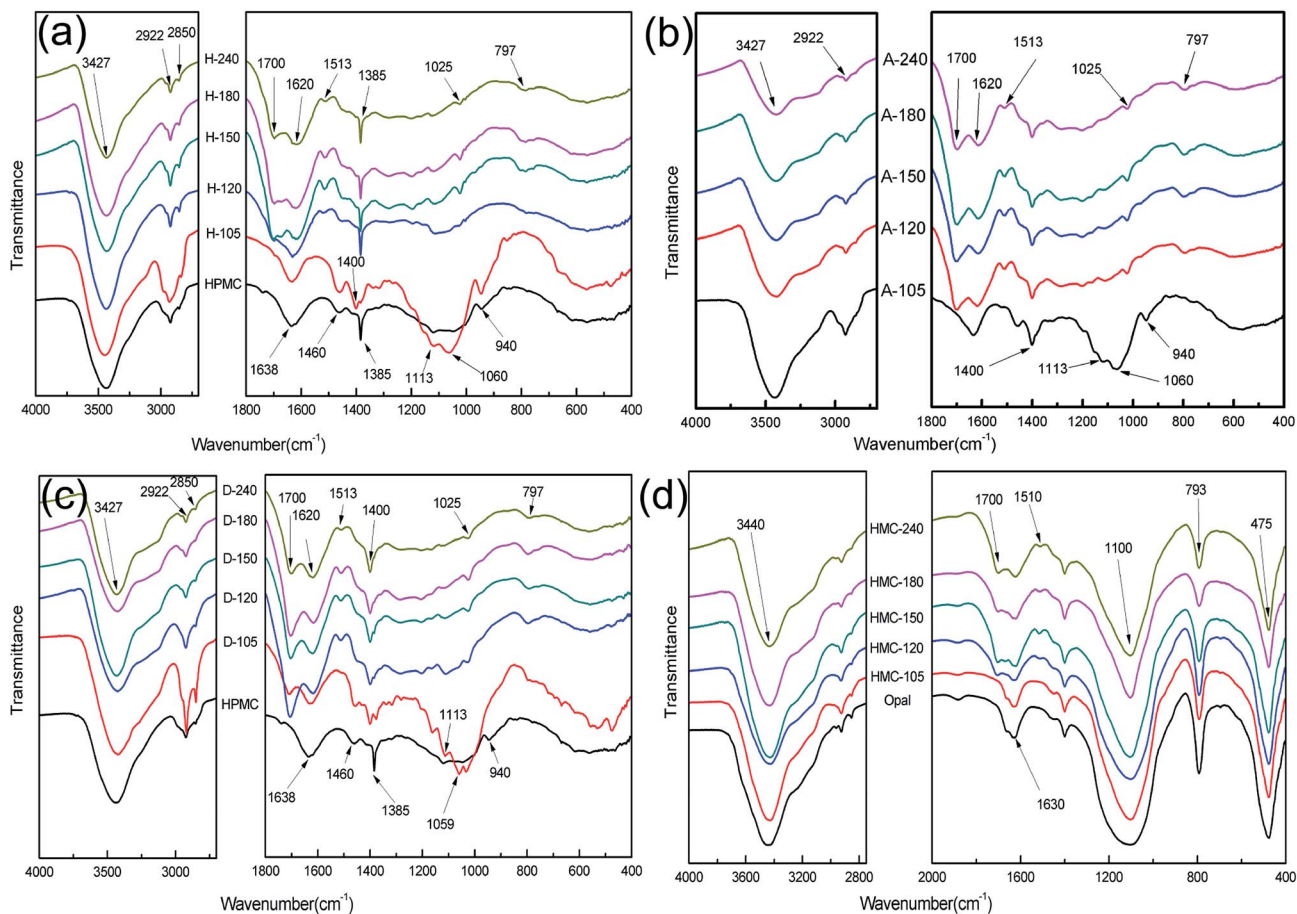 (a)
2922
2850
3427
H-240
H-180
H-150
H-120
H-105
HPMC
1700
1620
1513
1385
1025
797
1400
1638
1460
1385
1113
1060
940
Transmittance
4000 3500 3000
1800 1600 1400 1200 1000 800 600 400
Wavenumber(cm-1)
(b)
3427
2922
A-240
A-180
A-150
A-120
A-105
1700
1620
1513
1025
797
1400
1113
1060
940
Transmittance
4000 3500 3000
1800 1600 1400 1200 1000 800 600 400
Wavenumber(cm-1)
(c)
2922
2850
3427
D-240
D-180
D-150
D-120
D-105
HPMC
1700
1620
1513
1400
1025
797
1113
1638
1460
1385
1059
940
Transmittance
4000 3500 3000
1800 1600 1400 1200 1000 800 600 400
Wavenumber(cm-1)
(d)
3440
HMC-240
HMC-180
HMC-150
HMC-120
HMC-105
Opal
1700
1510
1100
793
475
1630
Transmittance
4000 3600 3200 2800
2000 1600 1200 800 400
Wavenumber(cm-1)